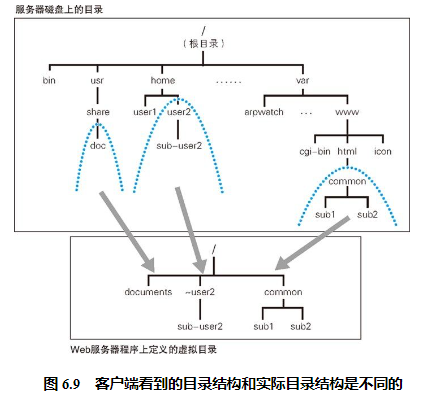 服务器磁盘上的目录
/
（根目录）
bin usr home ...... var
share user1 user2 arpwatch ... www
doc sub-user2 cgi-bin html icon
common
sub1 sub2
/
documents ~user2 common
sub-user2 sub1 sub2
Web服务器程序上定义的虚拟目录
图 6.9 客户端看到的目录结构和实际目录结构是不同的